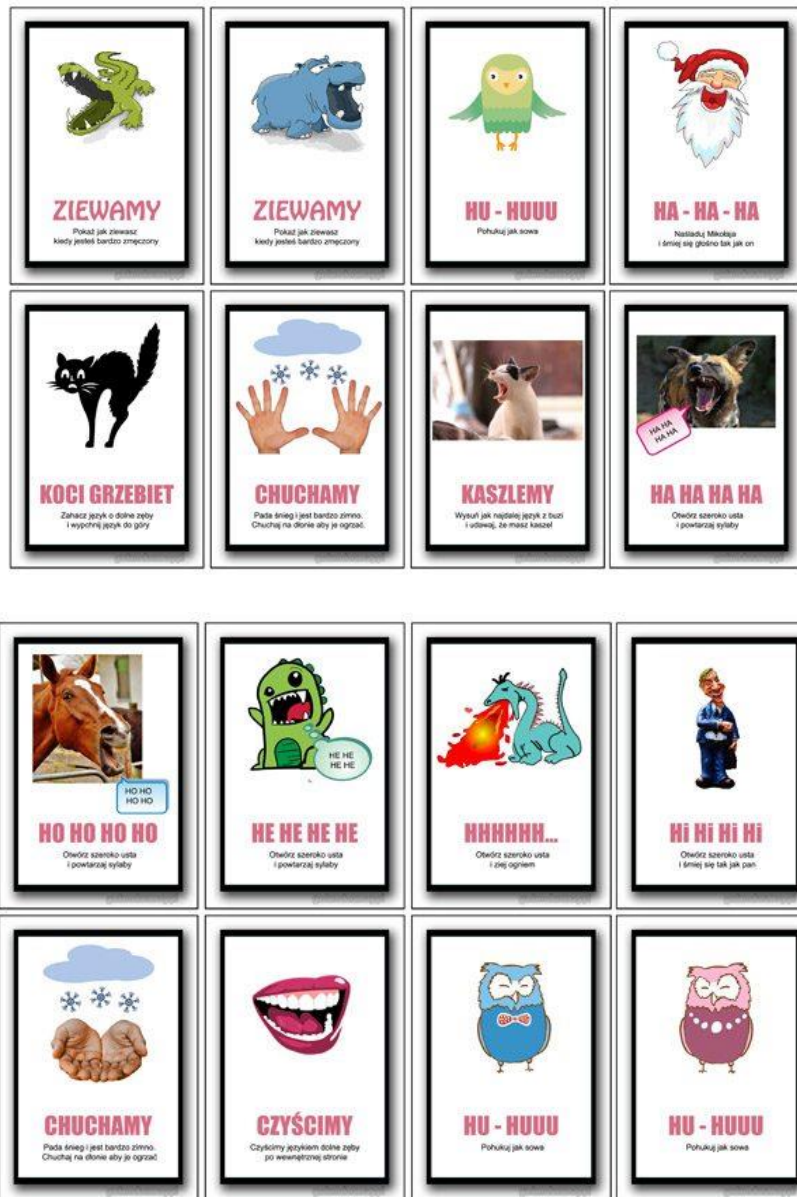 ZIEWAMY
Pokaż jak ziewasz
kiedy jesteś bardzo zmęczony
ZIEWAMY
Pokaż jak ziewasz
kiedy jesteś bardzo zmęczony
HU - HUUU
Pohukuj jak sowa
HA - HA - HA
Naśladuj Mikołaja
i śmiej się głośno tak jak on
KOCI GRZEBIET
Zahacz język o dolne zęby
i wypchnij język do góry
CHUCHAMY
Pada śnieg i jest bardzo zimno.
Chuchaj na dłonie aby je ogrzać.
KASZLEMY
Wysuń jak najdalej język z buzi
i udawaj, że masz kaszel
HA HA
HA HA
HA HA HA HA
Otwórz szeroko usta
i powtarzaj sylaby
HO HO
HO HO
HO HO HO HO
Otwórz szeroko usta
i powtarzaj sylaby
HE HE
HE HE
HE HE HE HE
Otwórz szeroko usta
i powtarzaj sylaby
HHHHHH...
Otwórz szeroko usta
i ziej ogniem
Hi Hi Hi Hi
Otwórz szeroko usta
i śmiej się tak jak pan
CHUCHAMY
Pada śnieg i jest bardzo zimno.
Chuchaj na dłonie aby je ogrzać
CZYŚCIMY
Czyścimy językiem dolne zęby
po wewnętrznej stronie
HU - HUUU
Pohukuj jak sowa
HU - HUUU
Pohukuj jak sowa